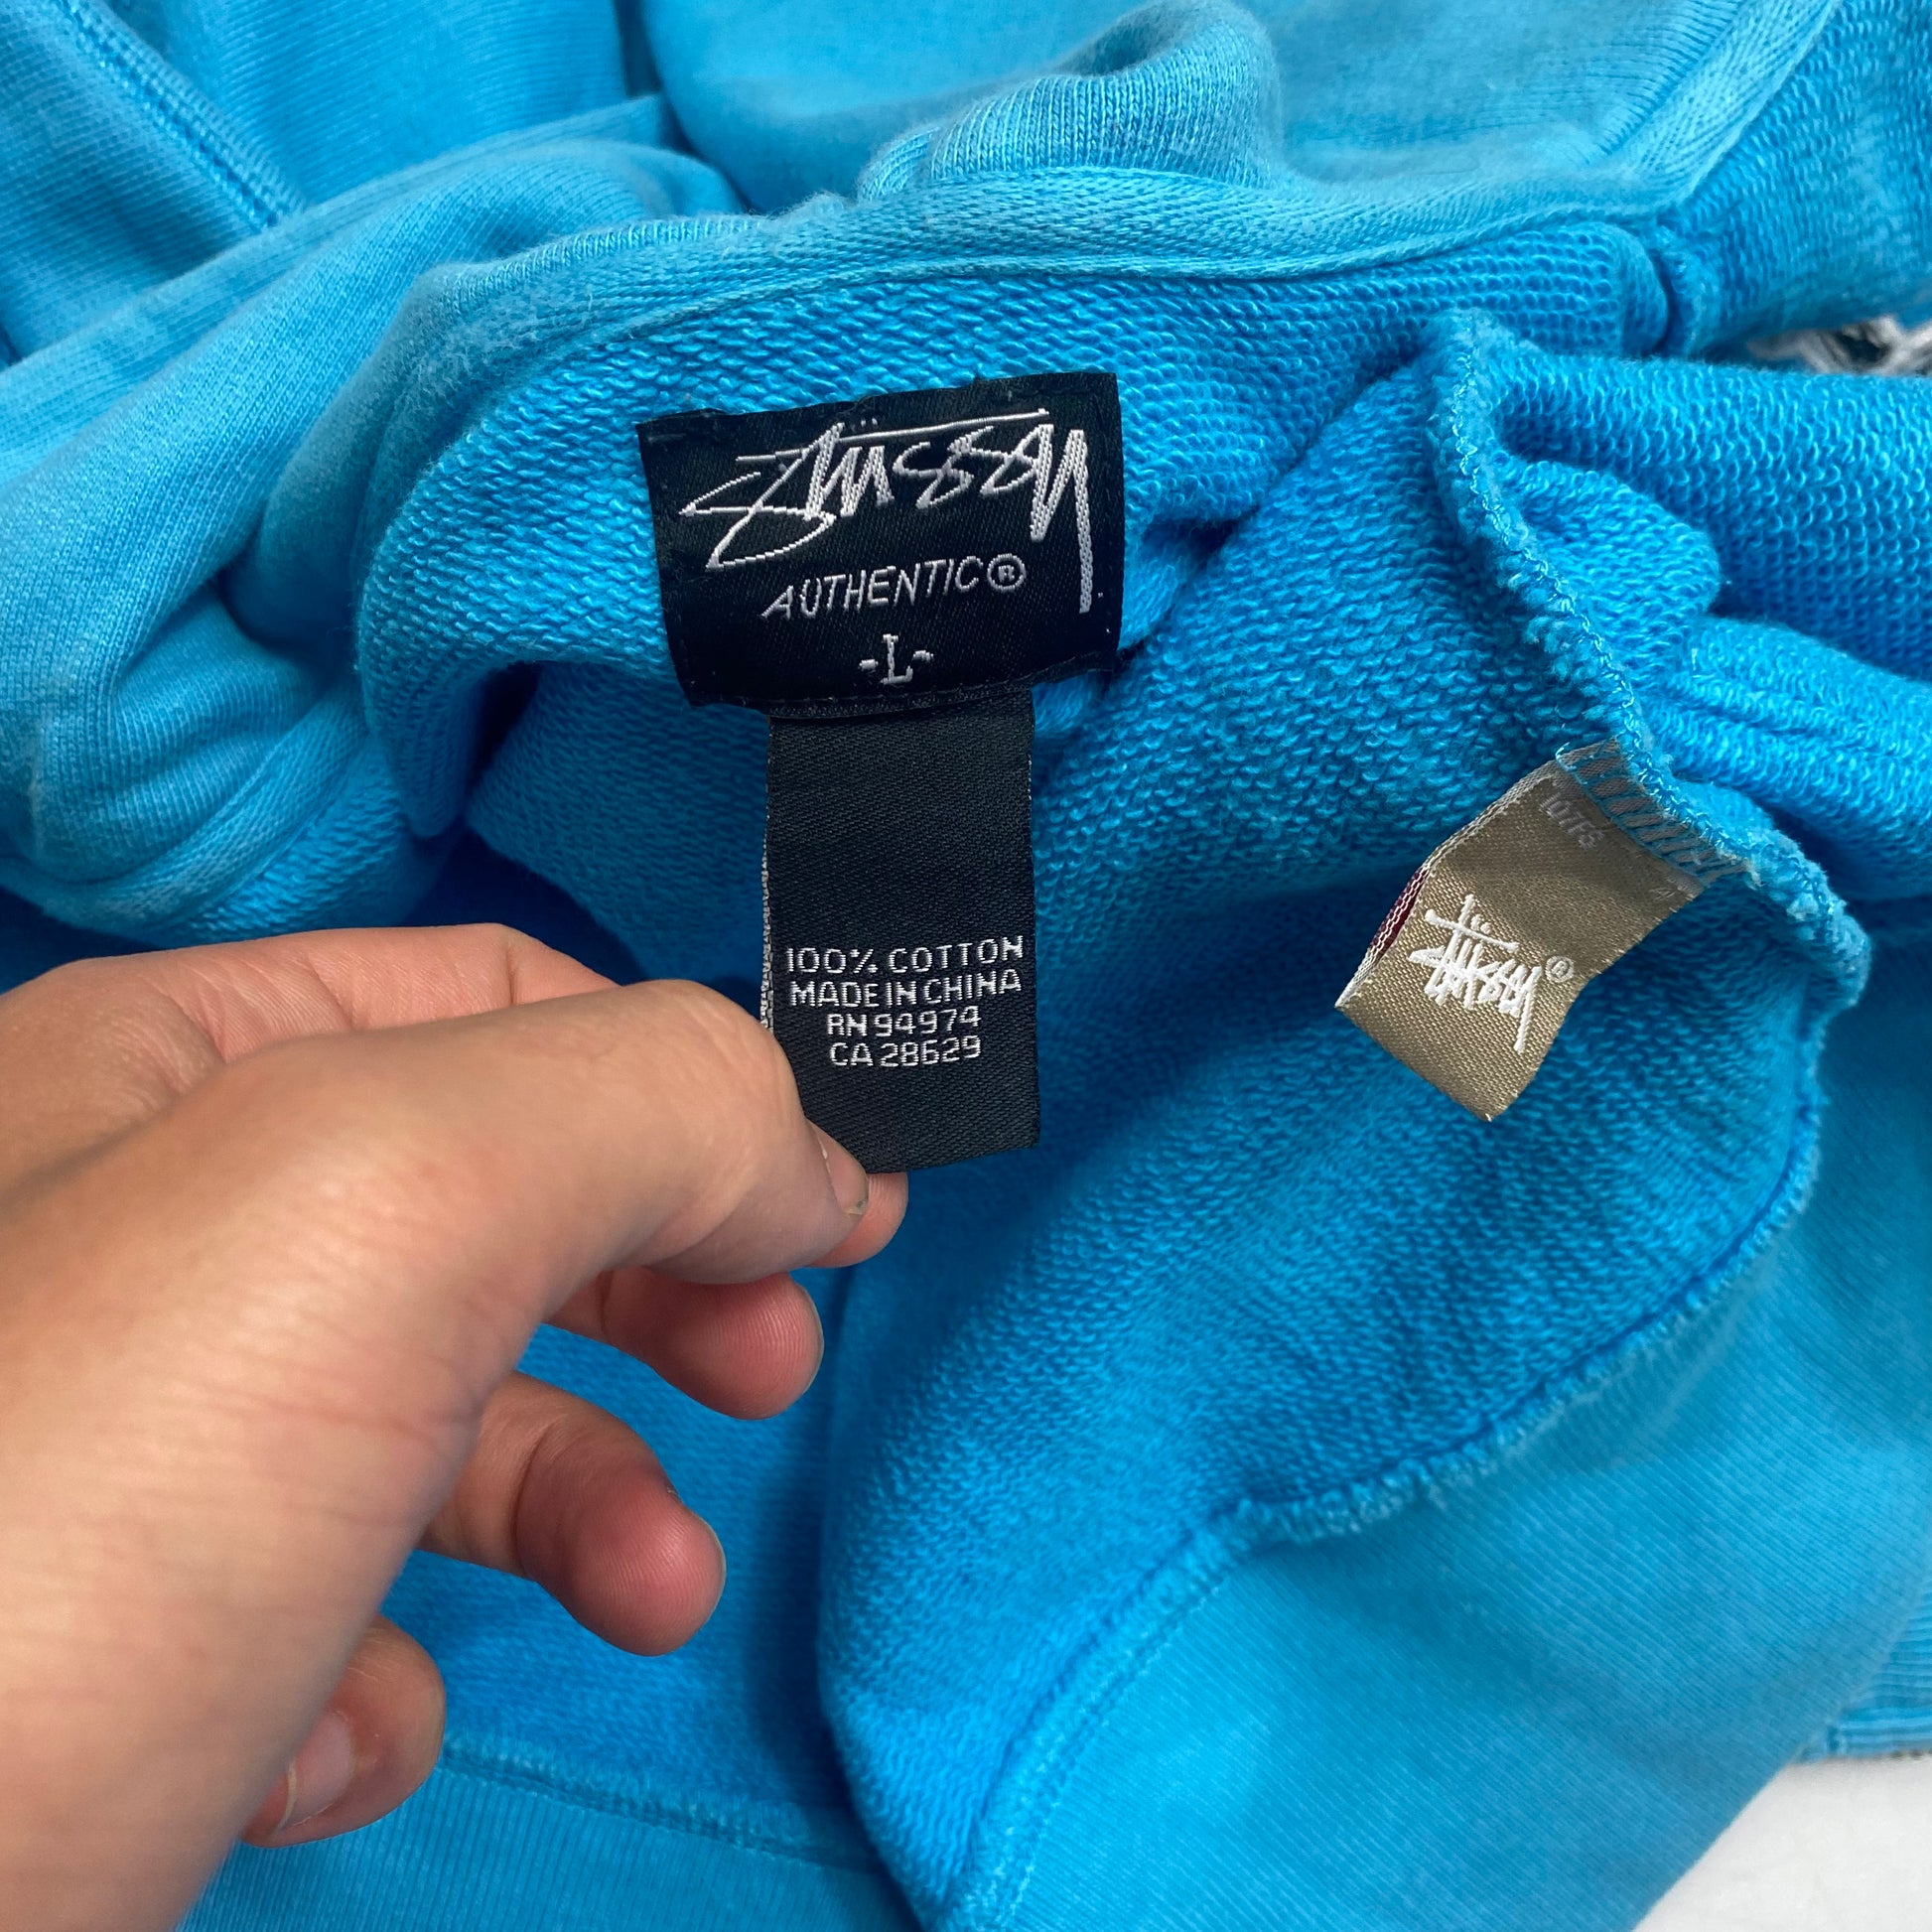 Stüssy
AUTHENTIC®
-L-
100% COTTON
MADE IN CHINA
RN 94974
CA 28629
Stüssy®